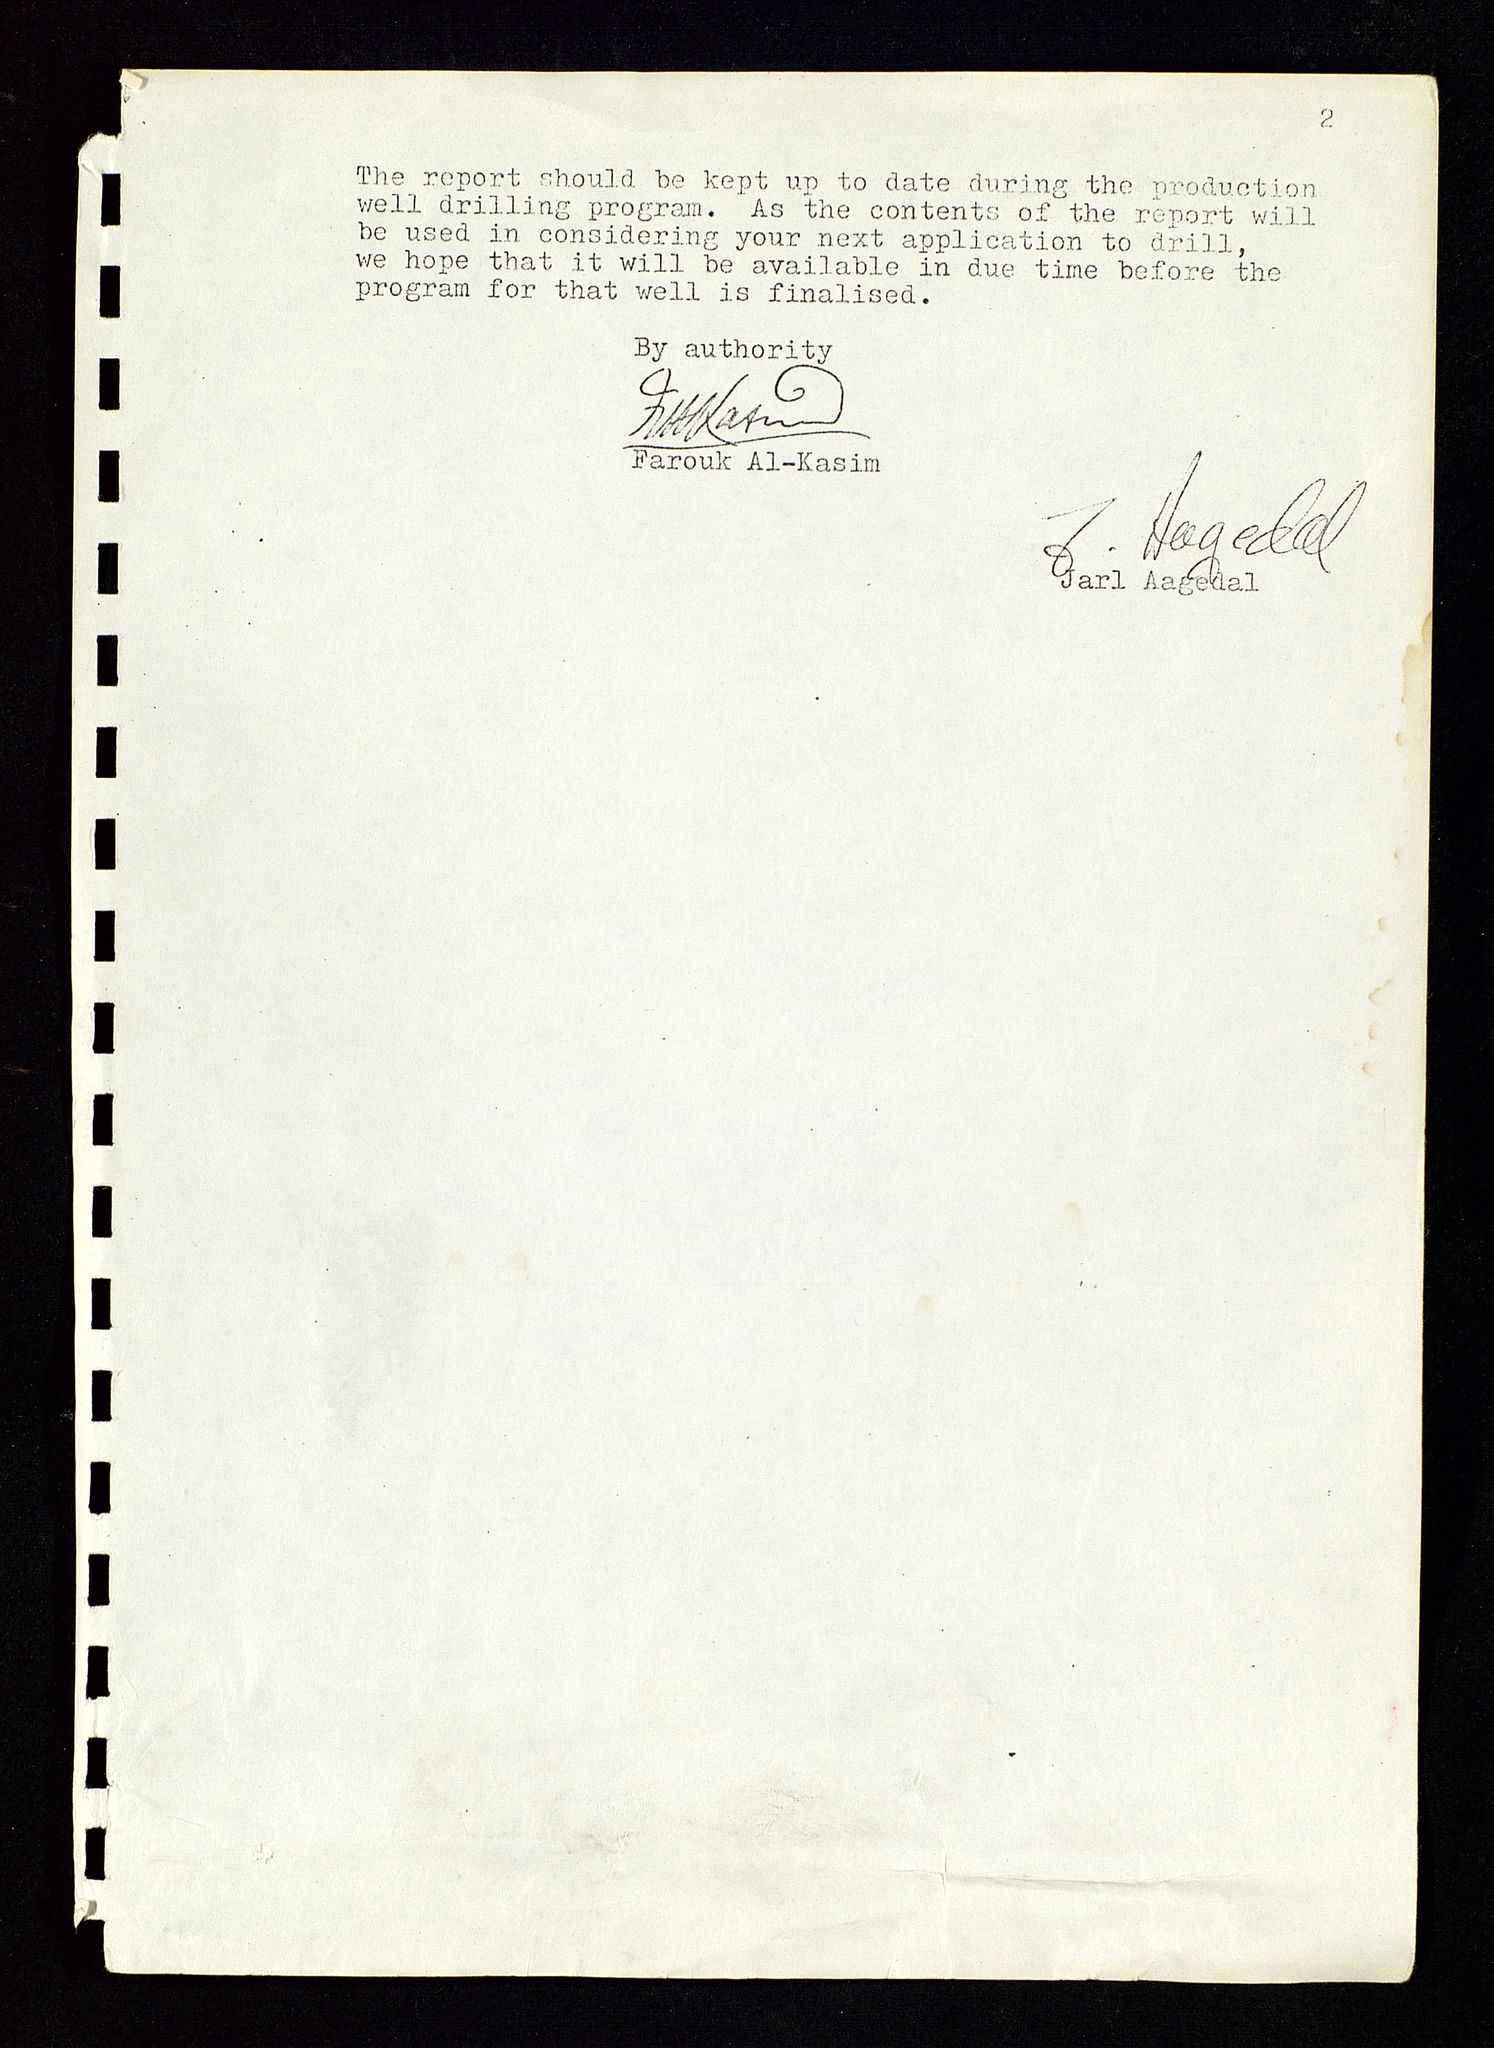 2
The report should be kept up to date during the production
well drilling program. As the contents of the report will
be used in considering your next application to drill,
we hope that it will be available in due time before the
program for that well is finalised.
By authority
Farouk Al-Kasim
J. Aagedal
Jarl Aagedal